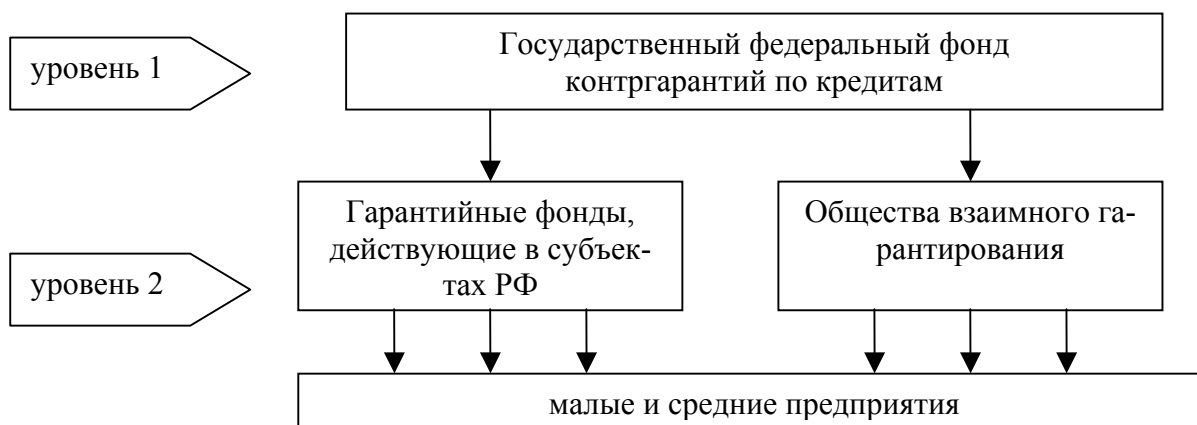 уровень 1
Государственный федеральный фонд
контргарантий по кредитам
уровень 2
Гарантийные фонды,
действующие в субъек-
тах РФ
Общества взаимного га-
рантирования
малые и средние предприятия